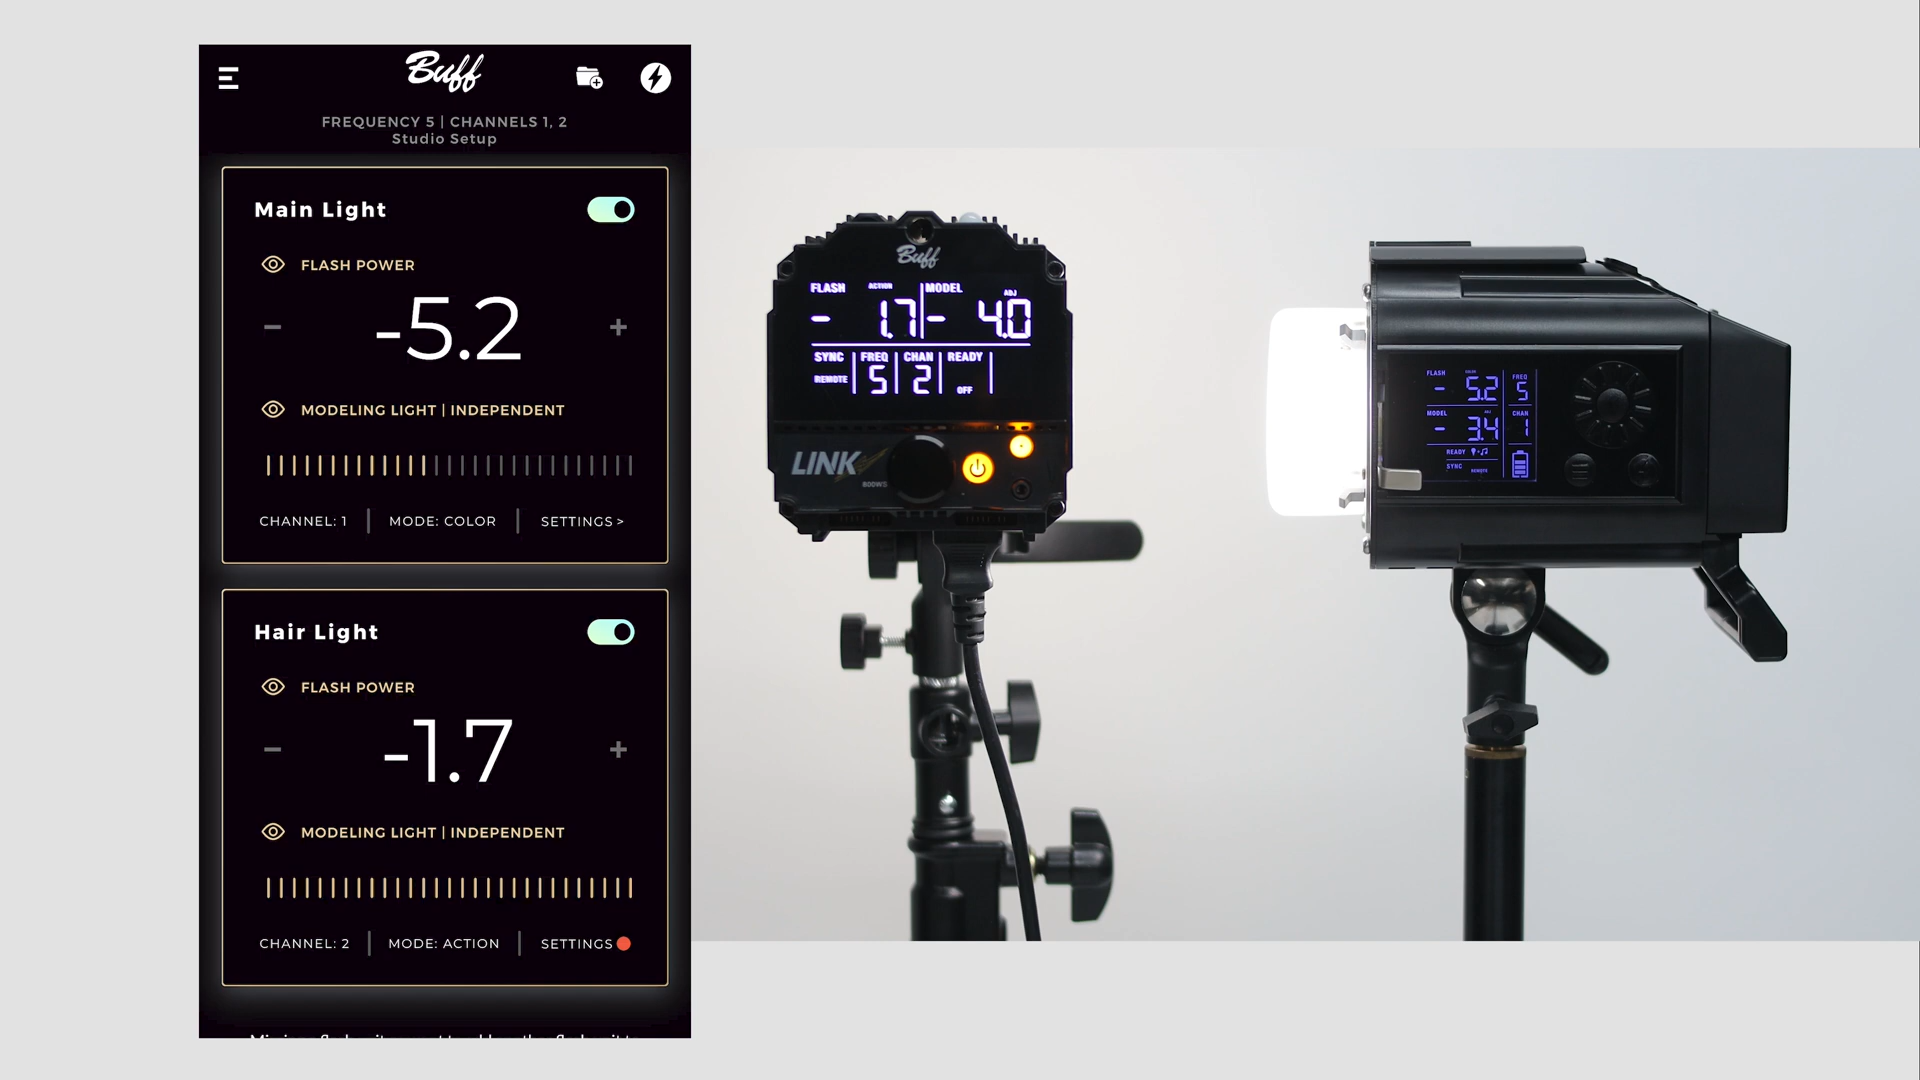 Buff
FREQUENCY 5 | CHANNELS 1, 2
Studio Setup
Main Light
FLASH POWER
-5.2
MODELING LIGHT | INDEPENDENT
CHANNEL: 1 | MODE: COLOR | SETTINGS >
Hair Light
FLASH POWER
-1.7
MODELING LIGHT | INDEPENDENT
CHANNEL: 2 | MODE: ACTION | SETTINGS
Buff
FLASH ACTION MODEL ADJ
- 1.7 - 4.0
SYNC FREQ CHAN READY
REMOTE 5 2 OFF
LINK
800WS
FLASH COLOR FREQ
- 5.2 5
MODEL ADJ CHAN
- 3.4 1
READY
SYNC REMOTE